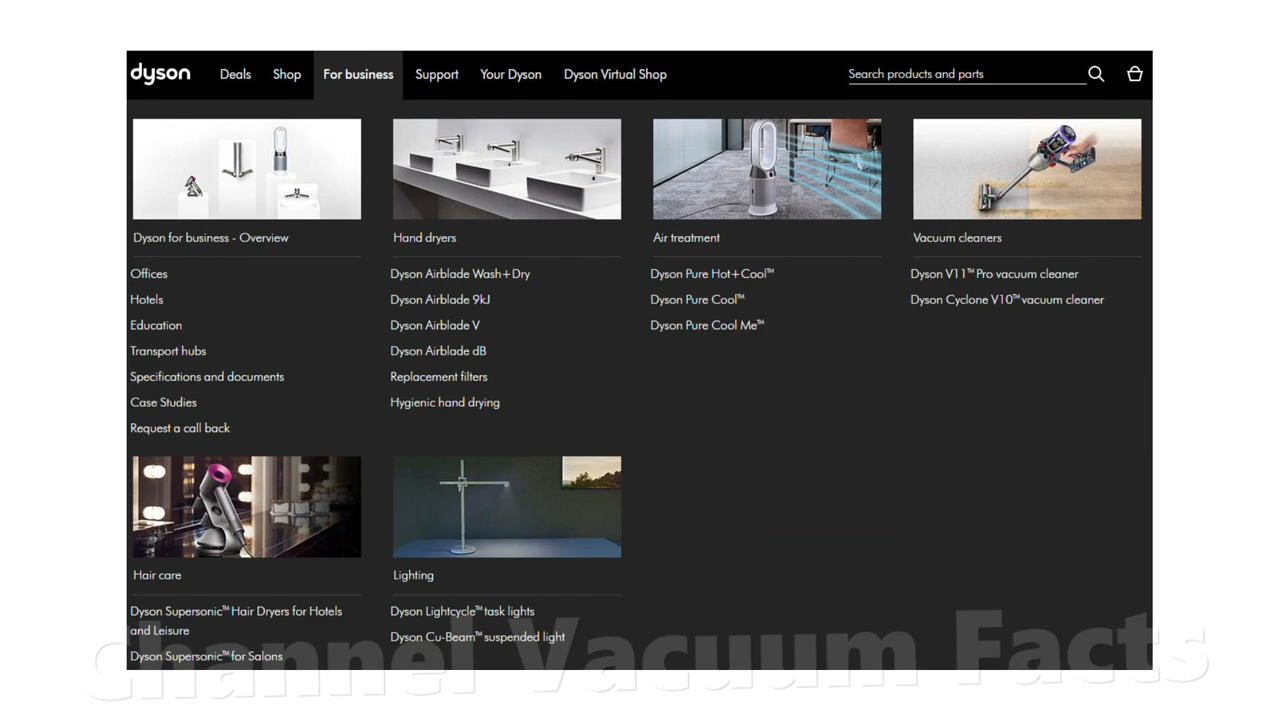 dyson
Deals
Shop
For business
Support
Your Dyson
Dyson Virtual Shop
Search products and parts
Dyson for business - Overview
Offices
Hotels
Education
Transport hubs
Specifications and documents
Case Studies
Request a call back
Hand dryers
Dyson Airblade Wash+Dry
Dyson Airblade 9kJ
Dyson Airblade V
Dyson Airblade dB
Replacement filters
Hygienic hand drying
Air treatment
Dyson Pure Hot+Cool™
Dyson Pure Cool™
Dyson Pure Cool Me™
Vacuum cleaners
Dyson V11™ Pro vacuum cleaner
Dyson Cyclone V10™ vacuum cleaner
Hair care
Dyson Supersonic™ Hair Dryers for Hotels
and Leisure
Dyson Supersonic™ for Salons
Lighting
Dyson Lightcycle™ task lights
Dyson Cu-Beam™ suspended light
channel Vacuum Facts